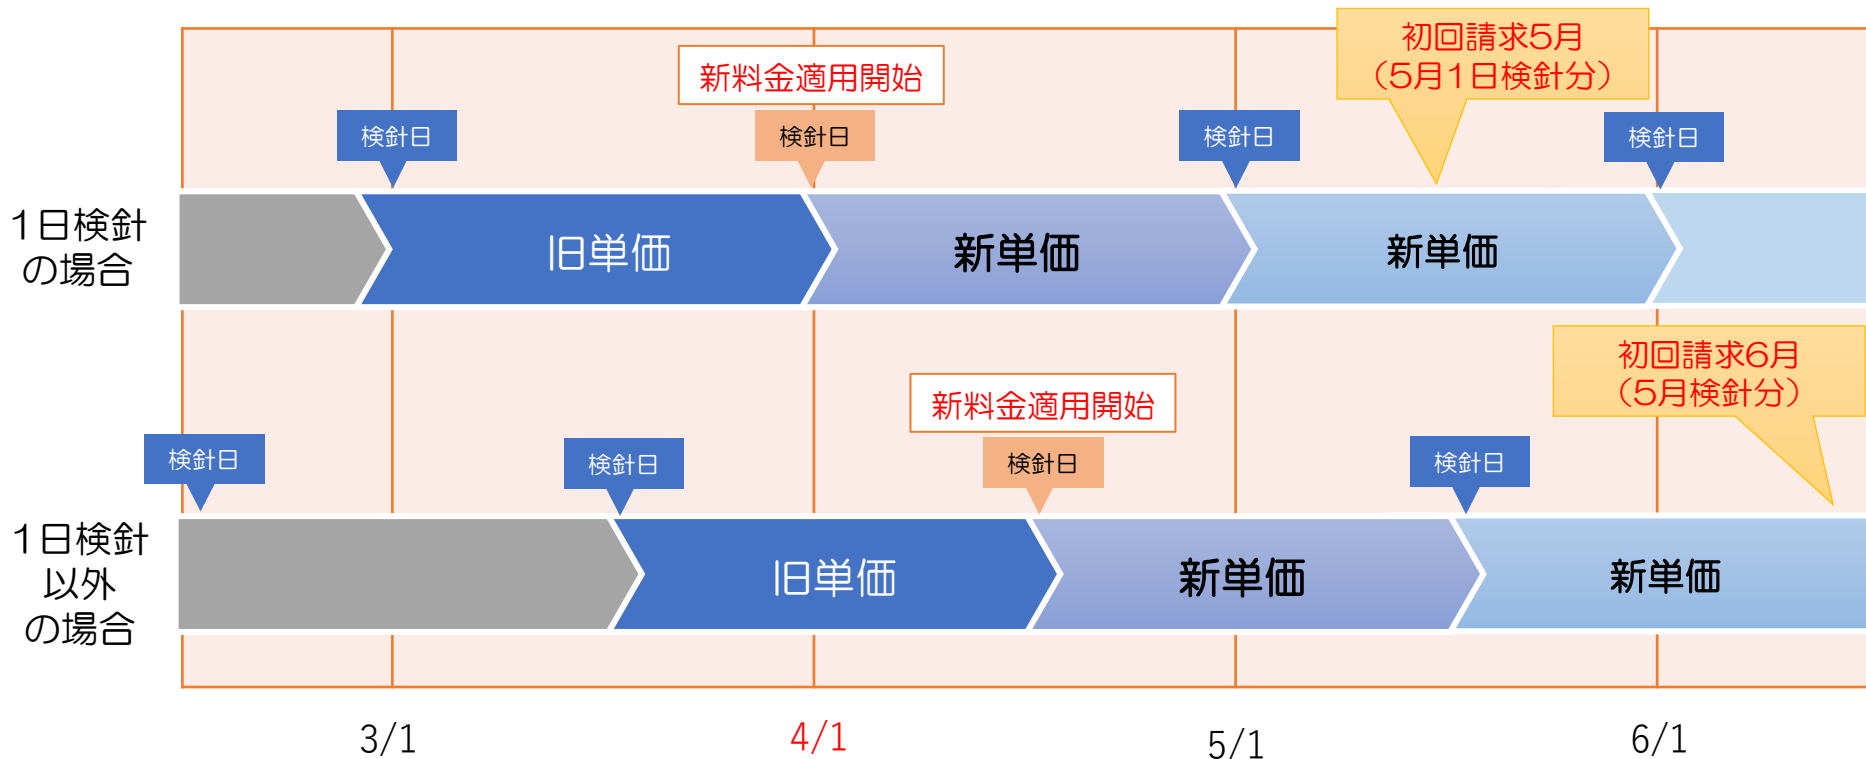 初回請求5月
（5月1日検針分）
新料金適用開始
検針日
検針日
検針日
検針日
1日検針
の場合
旧単価
新単価
新単価
初回請求6月
（5月検針分）
新料金適用開始
検針日
検針日
検針日
検針日
1日検針
以外
の場合
旧単価
新単価
新単価
3/1
4/1
5/1
6/1